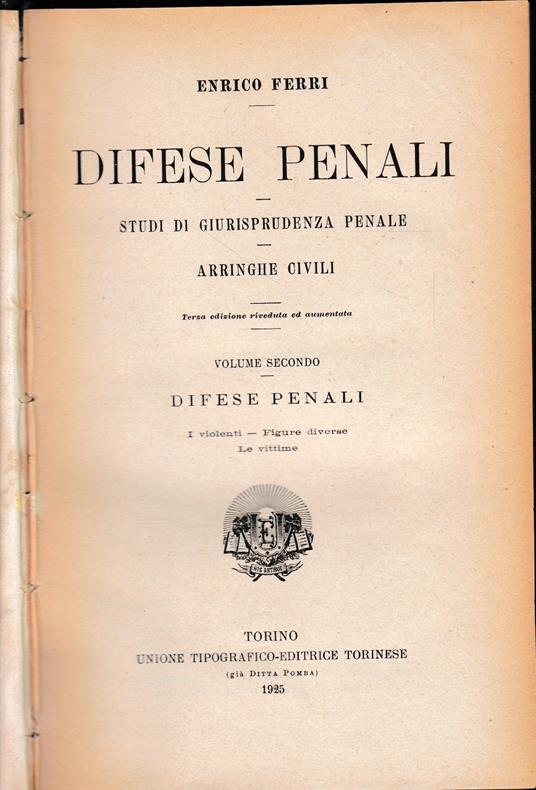 ENRICO FERRI
DIFESE PENALI
STUDI DI GIURISPRUDENZA PENALE
ARRINGHE CIVILI
Terza edizione riveduta ed aumentata
VOLUME SECONDO
DIFESE PENALI
I violenti — Figure diverse
Le vittime
TORINO
UNIONE TIPOGRAFICO-EDITRICE TORINESE
(già DITTA POMBA)
1925